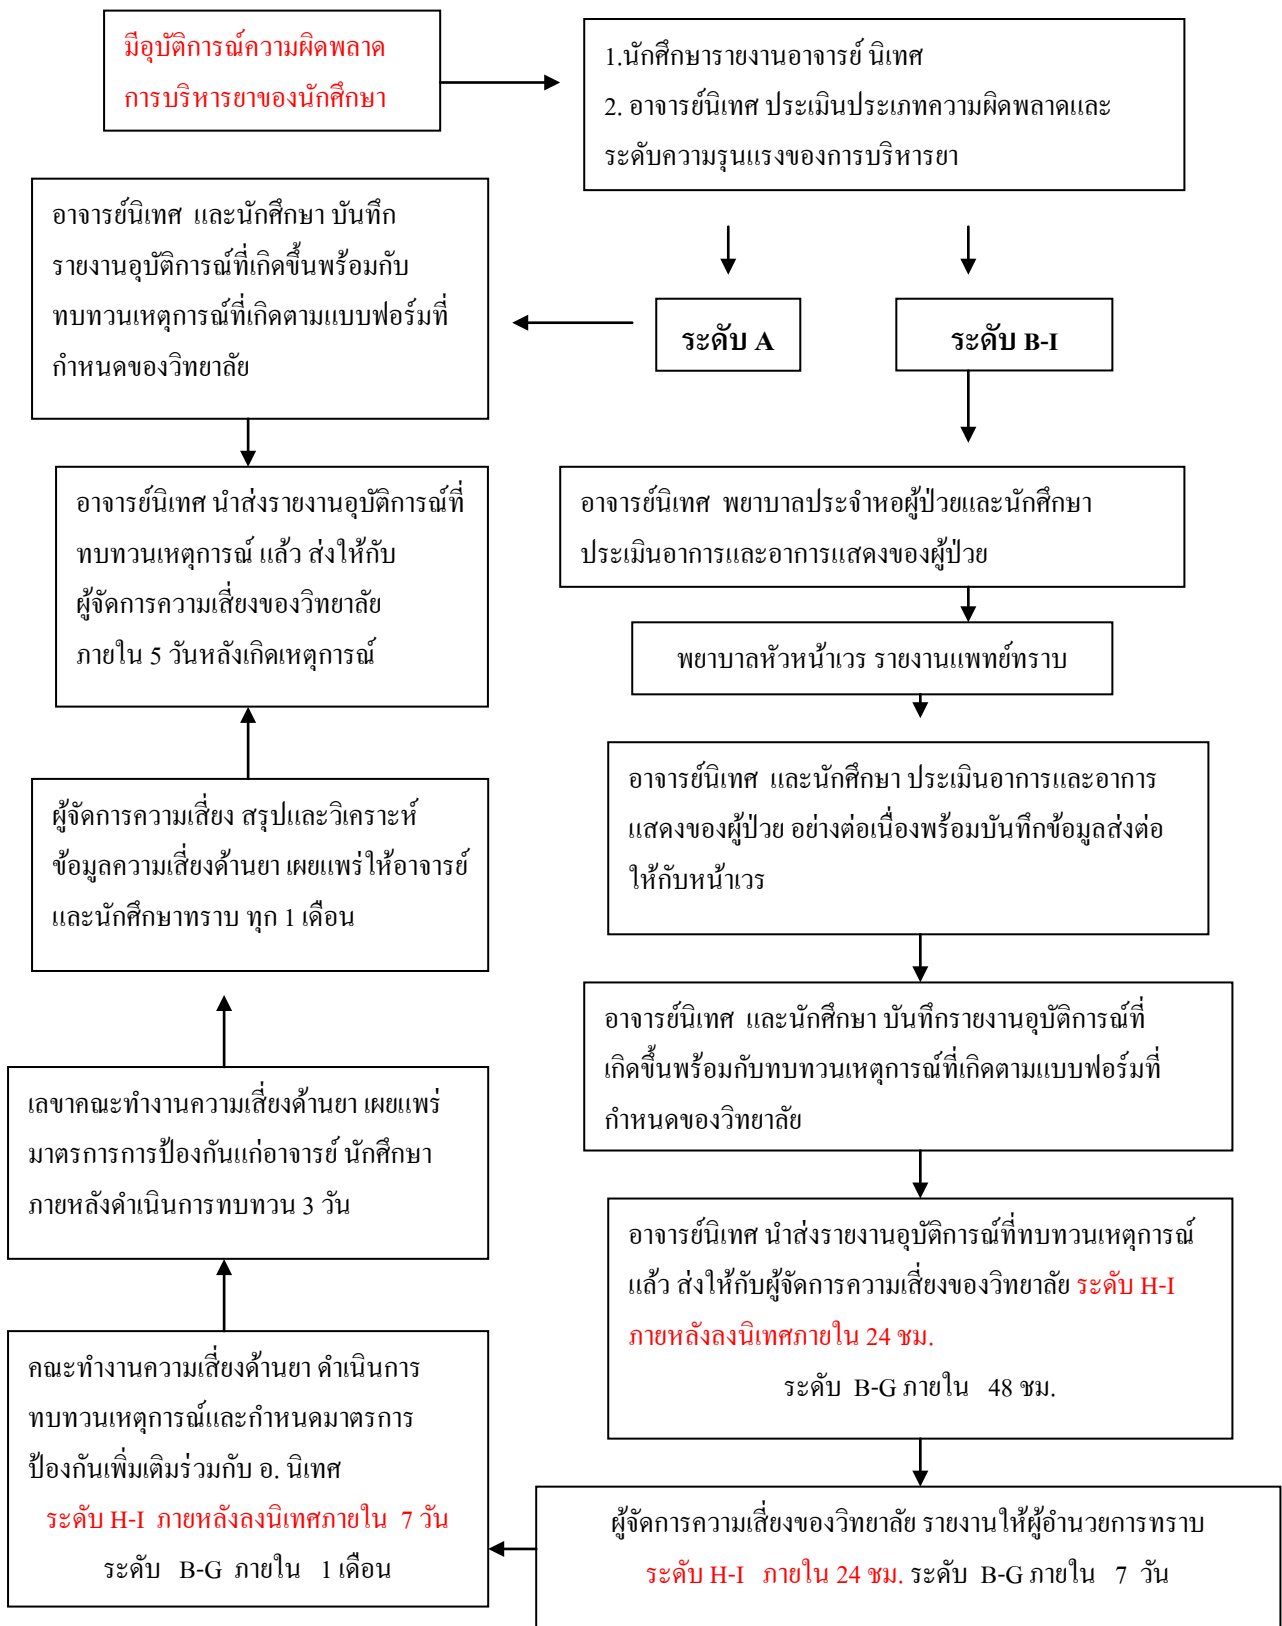 มีอุบัติการณ์ความผิดพลาด
การบริหารยาของนักศึกษา
1.นักศึกษารายงานอาจารย์ นิเทศ
2. อาจารย์นิเทศ ประเมินประเภทความผิดพลาดและ
ระดับความรุนแรงของการบริหารยา
ระดับ A
ระดับ B-I
อาจารย์นิเทศ และนักศึกษา บันทึก
รายงานอุบัติการณ์ที่เกิดขึ้นพร้อมกับ
ทบทวนเหตุการณ์ที่เกิดตามแบบฟอร์มที่
กำหนดของวิทยาลัย
อาจารย์นิเทศ นำส่งรายงานอุบัติการณ์ที่
ทบทวนเหตุการณ์ แล้ว ส่งให้กับ
ผู้จัดการความเสี่ยงของวิทยาลัย
ภายใน 5 วันหลังเกิดเหตุการณ์
อาจารย์นิเทศ พยาบาลประจำหอผู้ป่วยและนักศึกษา
ประเมินอาการและอาการแสดงของผู้ป่วย
พยาบาลหัวหน้าเวร รายงานแพทย์ทราบ
อาจารย์นิเทศ และนักศึกษา ประเมินอาการและอาการ
แสดงของผู้ป่วย อย่างต่อเนื่องพร้อมบันทึกข้อมูลส่งต่อ
ให้กับหน้าเวร
อาจารย์นิเทศ และนักศึกษา บันทึกรายงานอุบัติการณ์ที่
เกิดขึ้นพร้อมกับทบทวนเหตุการณ์ที่เกิดตามแบบฟอร์มที่
กำหนดของวิทยาลัย
อาจารย์นิเทศ นำส่งรายงานอุบัติการณ์ที่ทบทวนเหตุการณ์
แล้ว ส่งให้กับผู้จัดการความเสี่ยงของวิทยาลัย ระดับ H-I
ภายหลังลงนิเทศภายใน 24 ชม.
ระดับ B-G ภายใน 48 ชม.
ผู้จัดการความเสี่ยงของวิทยาลัย รายงานให้ผู้อำนวยการทราบ
ระดับ H-I ภายใน 24 ชม. ระดับ B-G ภายใน 7 วัน
คณะทำงานความเสี่ยงด้านยา ดำเนินการ
ทบทวนเหตุการณ์และกำหนดมาตรการ
ป้องกันเพิ่มเติมร่วมกับ อ. นิเทศ
ระดับ H-I ภายหลังลงนิเทศภายใน 7 วัน
ระดับ B-G ภายใน 1 เดือน
เลขาคณะทำงานความเสี่ยงด้านยา เผยแพร่
มาตรการการป้องกันแก่อาจารย์ นักศึกษา
ภายหลังดำเนินการทบทวน 3 วัน
ผู้จัดการความเสี่ยง สรุปและวิเคราะห์
ข้อมูลความเสี่ยงด้านยา เผยแพร่ให้อาจารย์
และนักศึกษาทราบ ทุก 1 เดือน